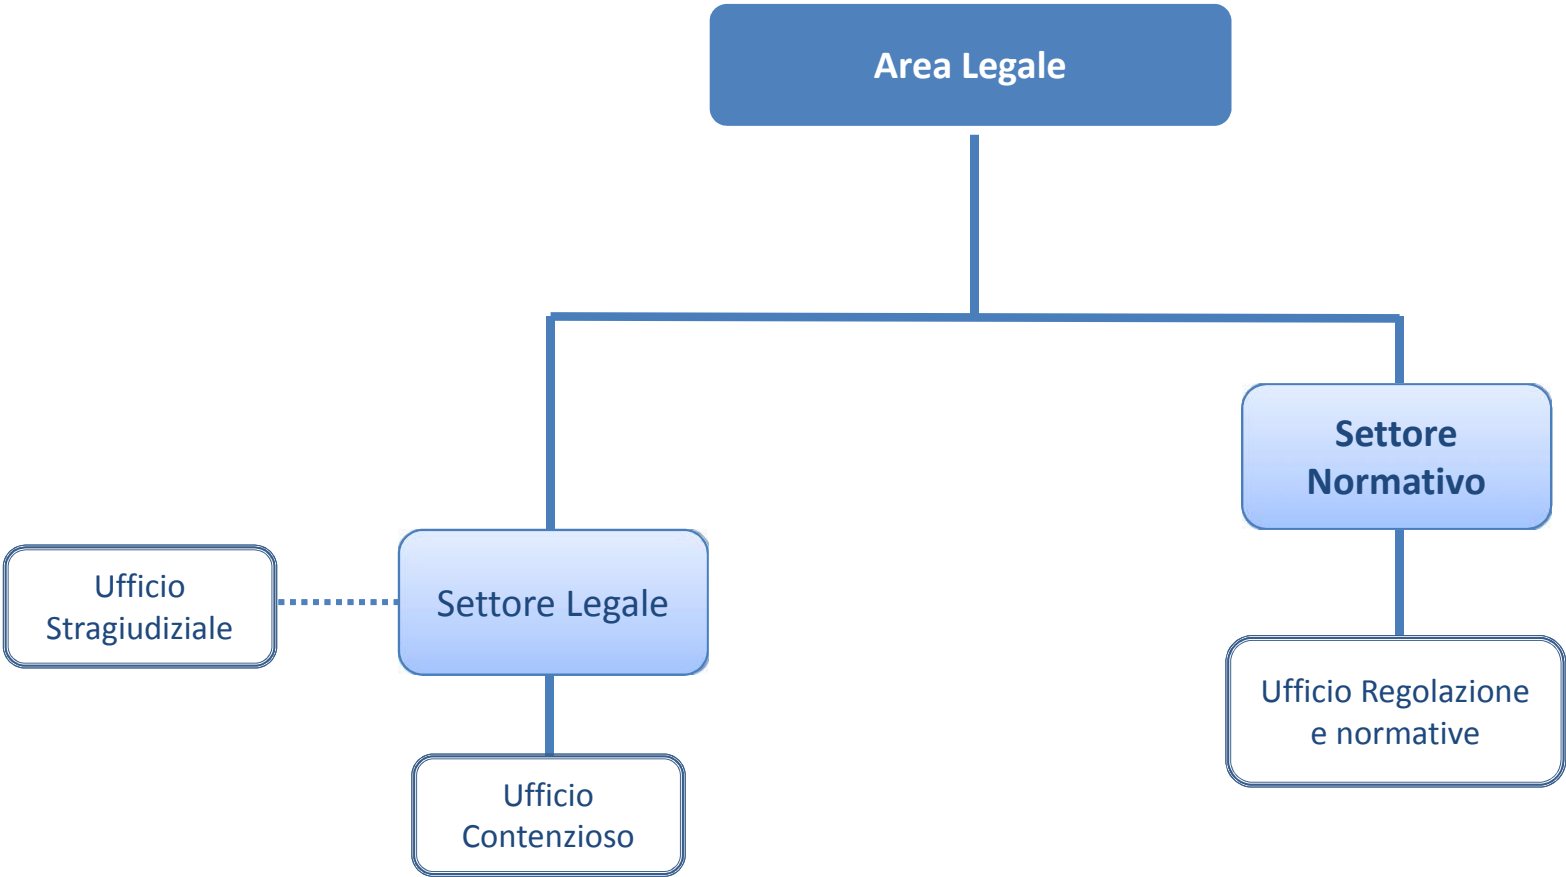 Area Legale
Settore
Normativo
Ufficio
Stragiudiziale
Settore Legale
Ufficio Regolazione
e normative
Ufficio
Contenzioso